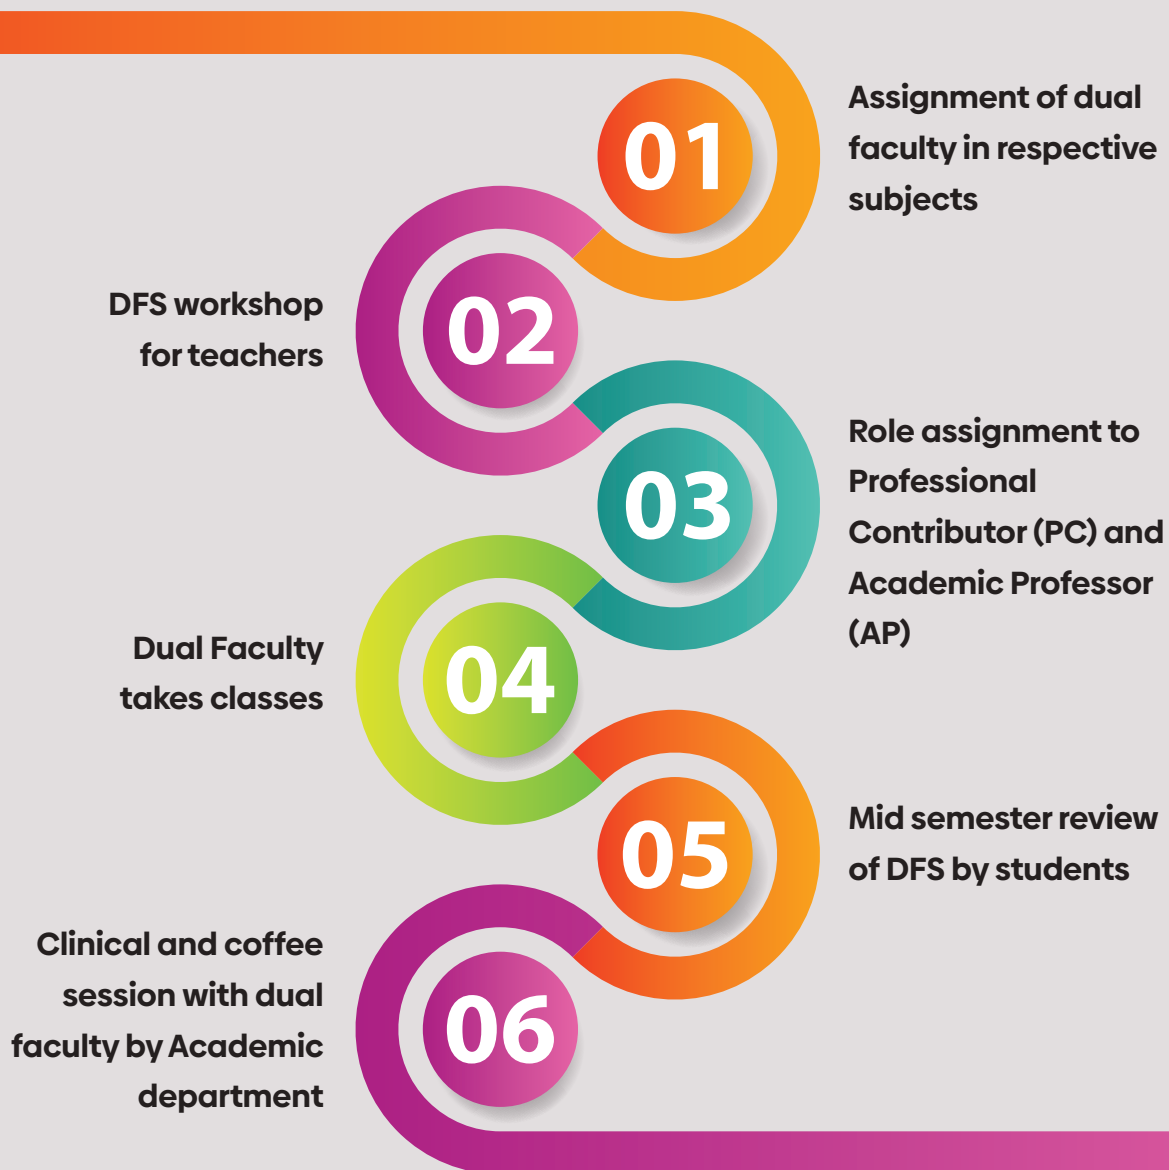 01
Assignment of dual
faculty in respective
subjects
02
DFS workshop
for teachers
03
Role assignment to
Professional
Contributor (PC) and
Academic Professor
(AP)
04
Dual Faculty
takes classes
05
Mid semester review
of DFS by students
06
Clinical and coffee
session with dual
faculty by Academic
department